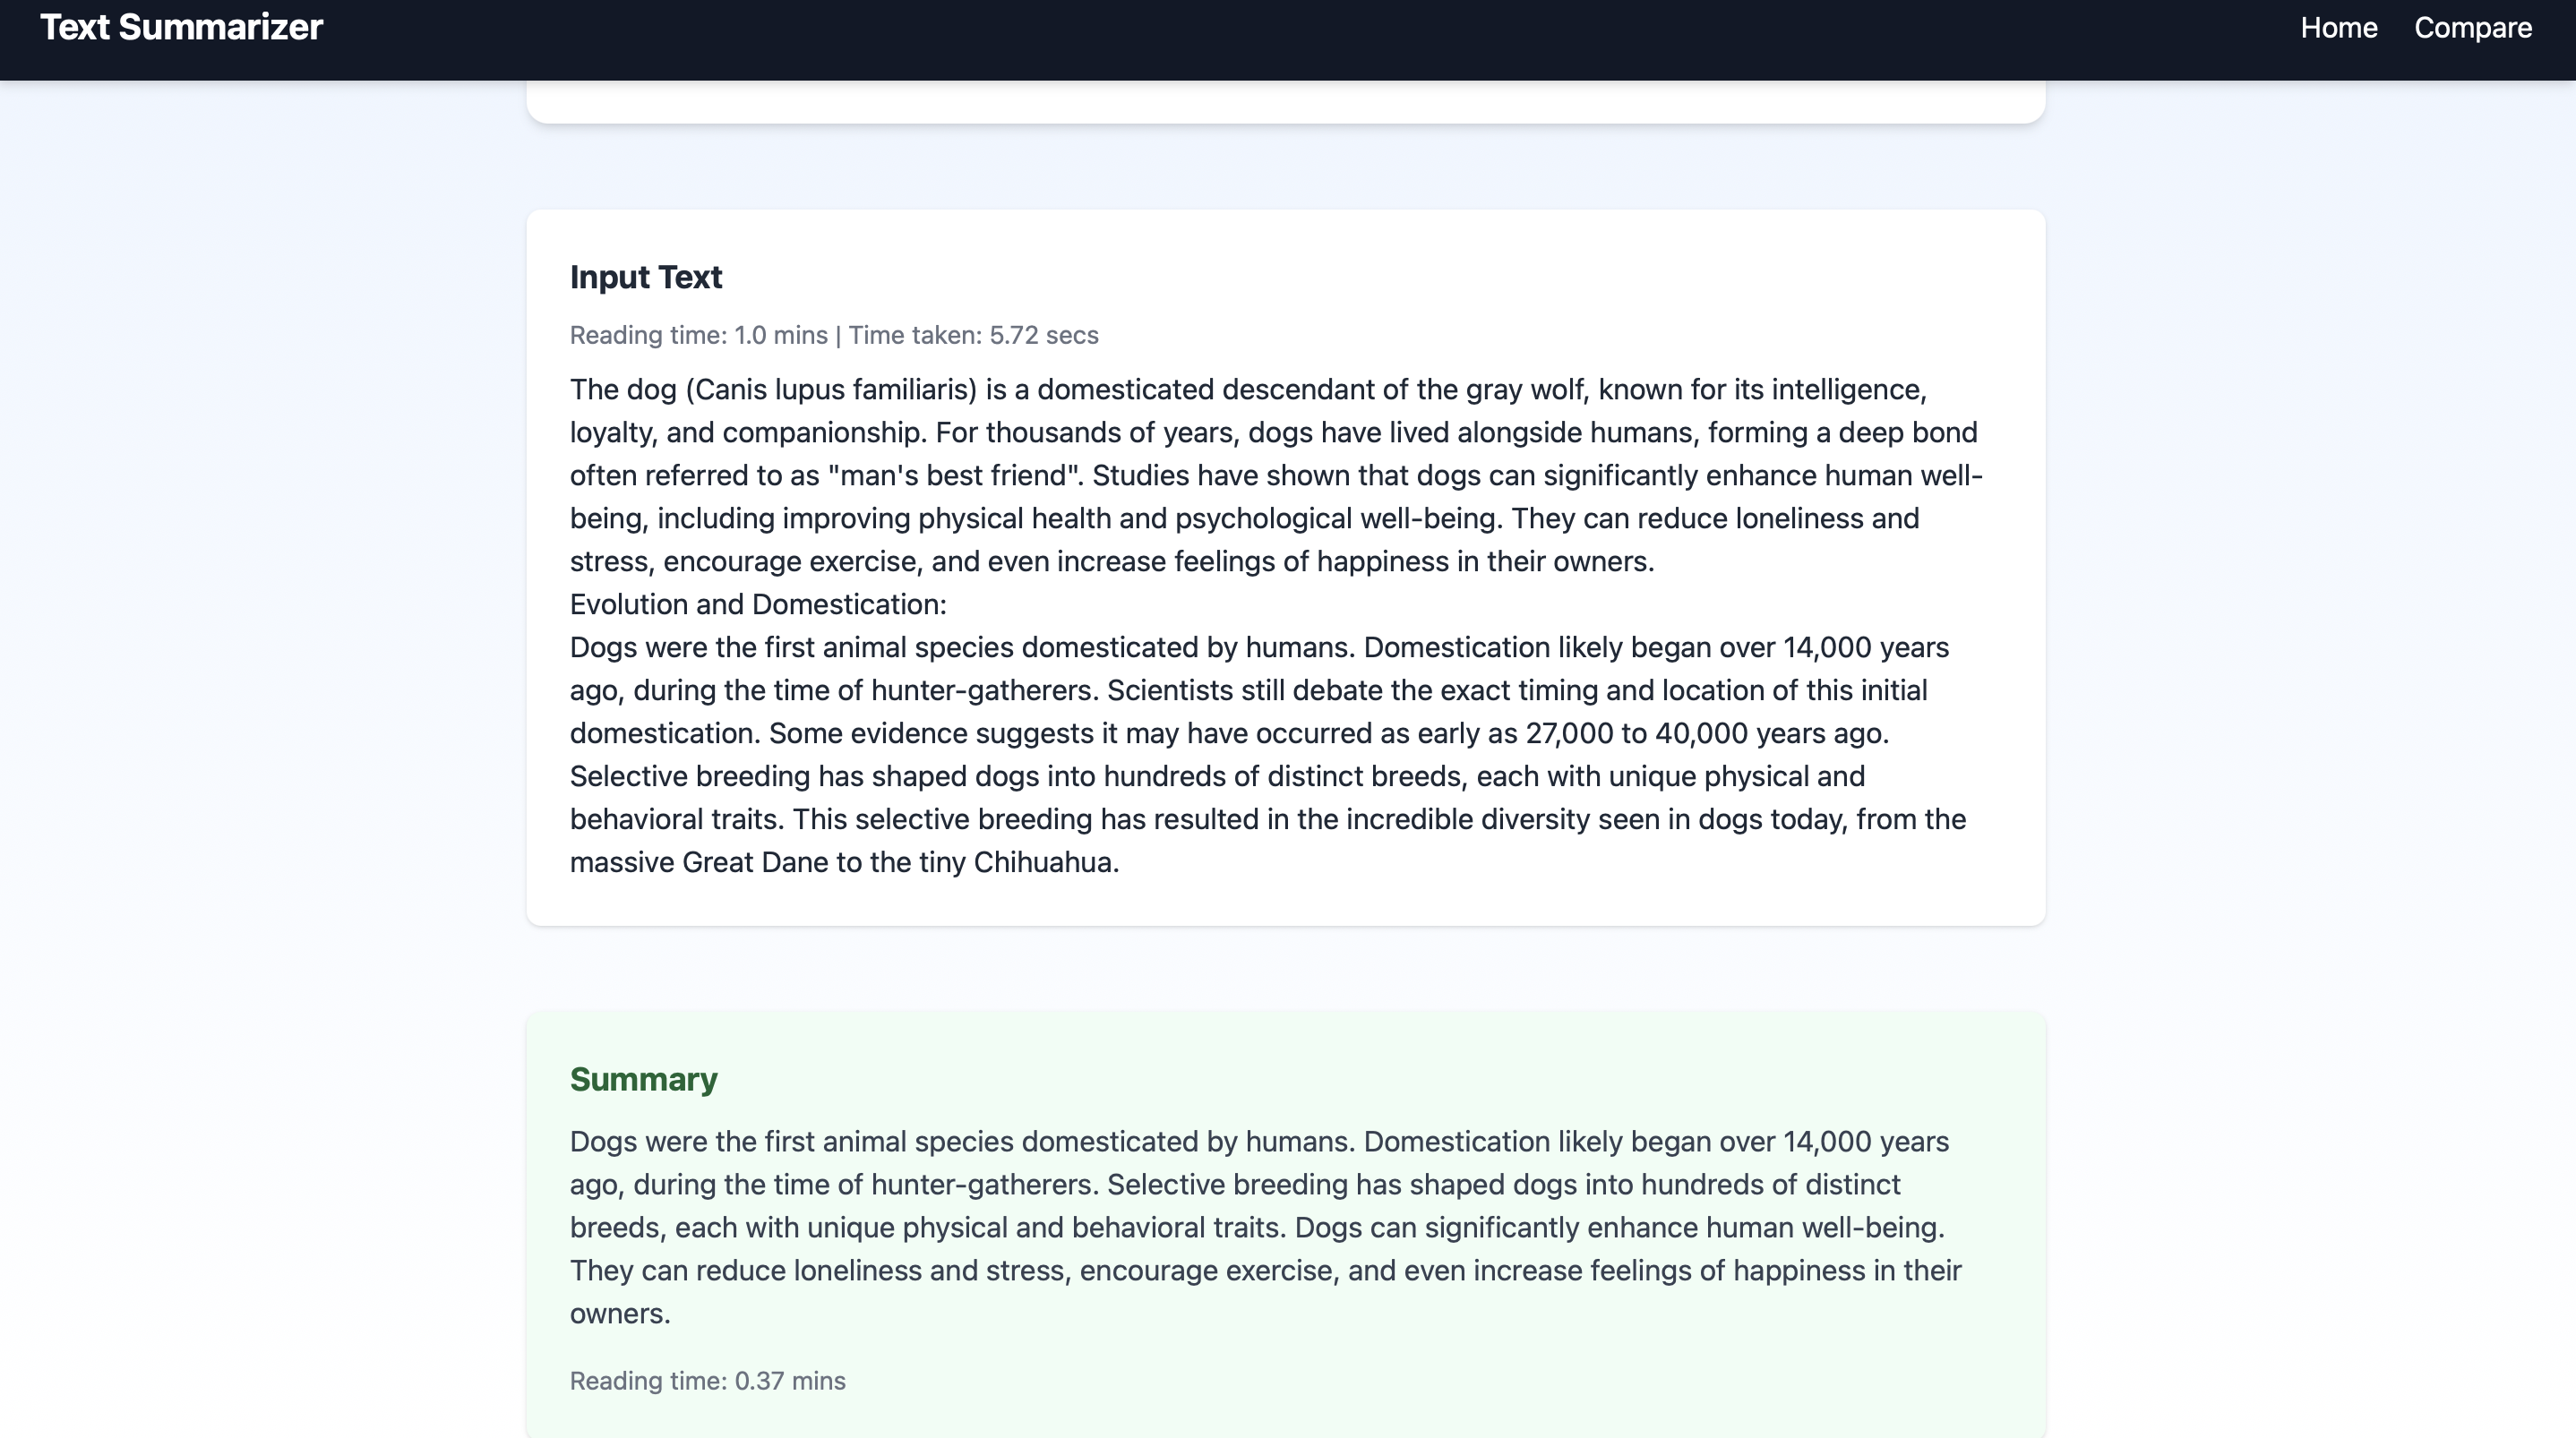 Text Summarizer
Home Compare
Input Text
Reading time: 1.0 mins | Time taken: 5.72 secs
The dog (Canis lupus familiaris) is a domesticated descendant of the gray wolf, known for its intelligence,
loyalty, and companionship. For thousands of years, dogs have lived alongside humans, forming a deep bond
often referred to as "man's best friend". Studies have shown that dogs can significantly enhance human well-
being, including improving physical health and psychological well-being. They can reduce loneliness and
stress, encourage exercise, and even increase feelings of happiness in their owners.
Evolution and Domestication:
Dogs were the first animal species domesticated by humans. Domestication likely began over 14,000 years
ago, during the time of hunter-gatherers. Scientists still debate the exact timing and location of this initial
domestication. Some evidence suggests it may have occurred as early as 27,000 to 40,000 years ago.
Selective breeding has shaped dogs into hundreds of distinct breeds, each with unique physical and
behavioral traits. This selective breeding has resulted in the incredible diversity seen in dogs today, from the
massive Great Dane to the tiny Chihuahua.
Summary
Dogs were the first animal species domesticated by humans. Domestication likely began over 14,000 years
ago, during the time of hunter-gatherers. Selective breeding has shaped dogs into hundreds of distinct
breeds, each with unique physical and behavioral traits. Dogs can significantly enhance human well-being.
They can reduce loneliness and stress, encourage exercise, and even increase feelings of happiness in their
owners.
Reading time: 0.37 mins